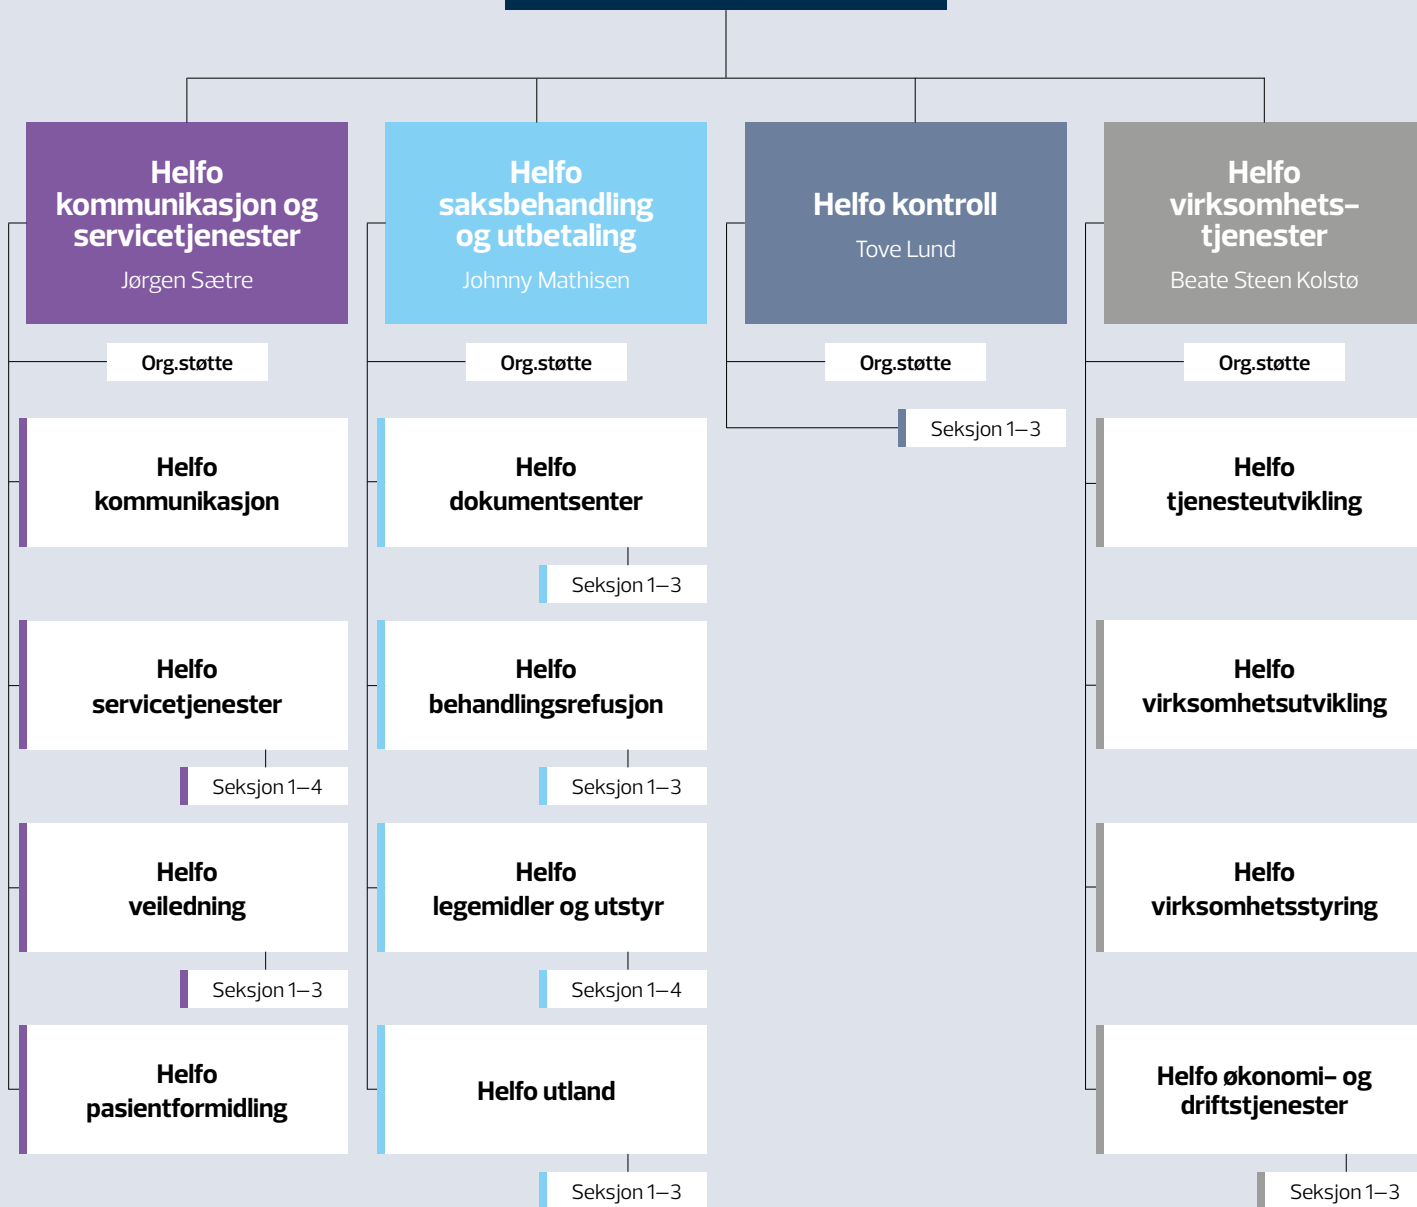 Helfo
kommunikasjon og
servicetjenester
Jørgen Sætre
Org.støtte
Helfo
kommunikasjon
Helfo
servicetjenester
Seksjon 1–4
Helfo
veiledning
Seksjon 1–3
Helfo
pasientformidling
Helfo
saksbehandling
og utbetaling
Johnny Mathisen
Org.støtte
Helfo
dokumentsenter
Seksjon 1–3
Helfo
behandlingsrefusjon
Seksjon 1–3
Helfo
legemidler og utstyr
Seksjon 1–4
Helfo utland
Seksjon 1–3
Helfo kontroll
Tove Lund
Org.støtte
Seksjon 1–3
Helfo
virksomhets–
tjenester
Beate Steen Kolstø
Org.støtte
Helfo
tjenesteutvikling
Helfo
virksomhetsutvikling
Helfo
virksomhetsstyring
Helfo økonomi– og
driftstjenester
Seksjon 1–3